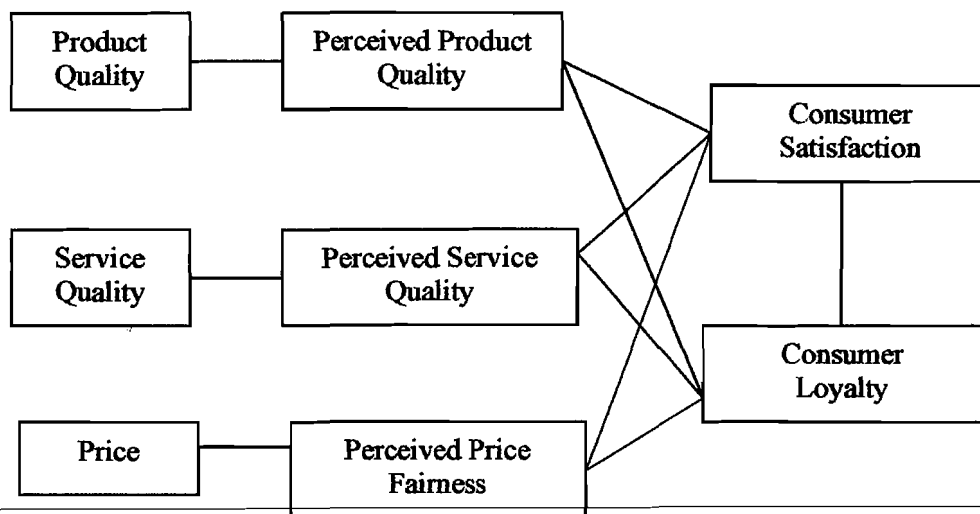 Product
Quality
Perceived Product
Quality
Consumer
Satisfaction
Service
Quality
Perceived Service
Quality
Consumer
Loyalty
Price
Perceived Price
Fairness